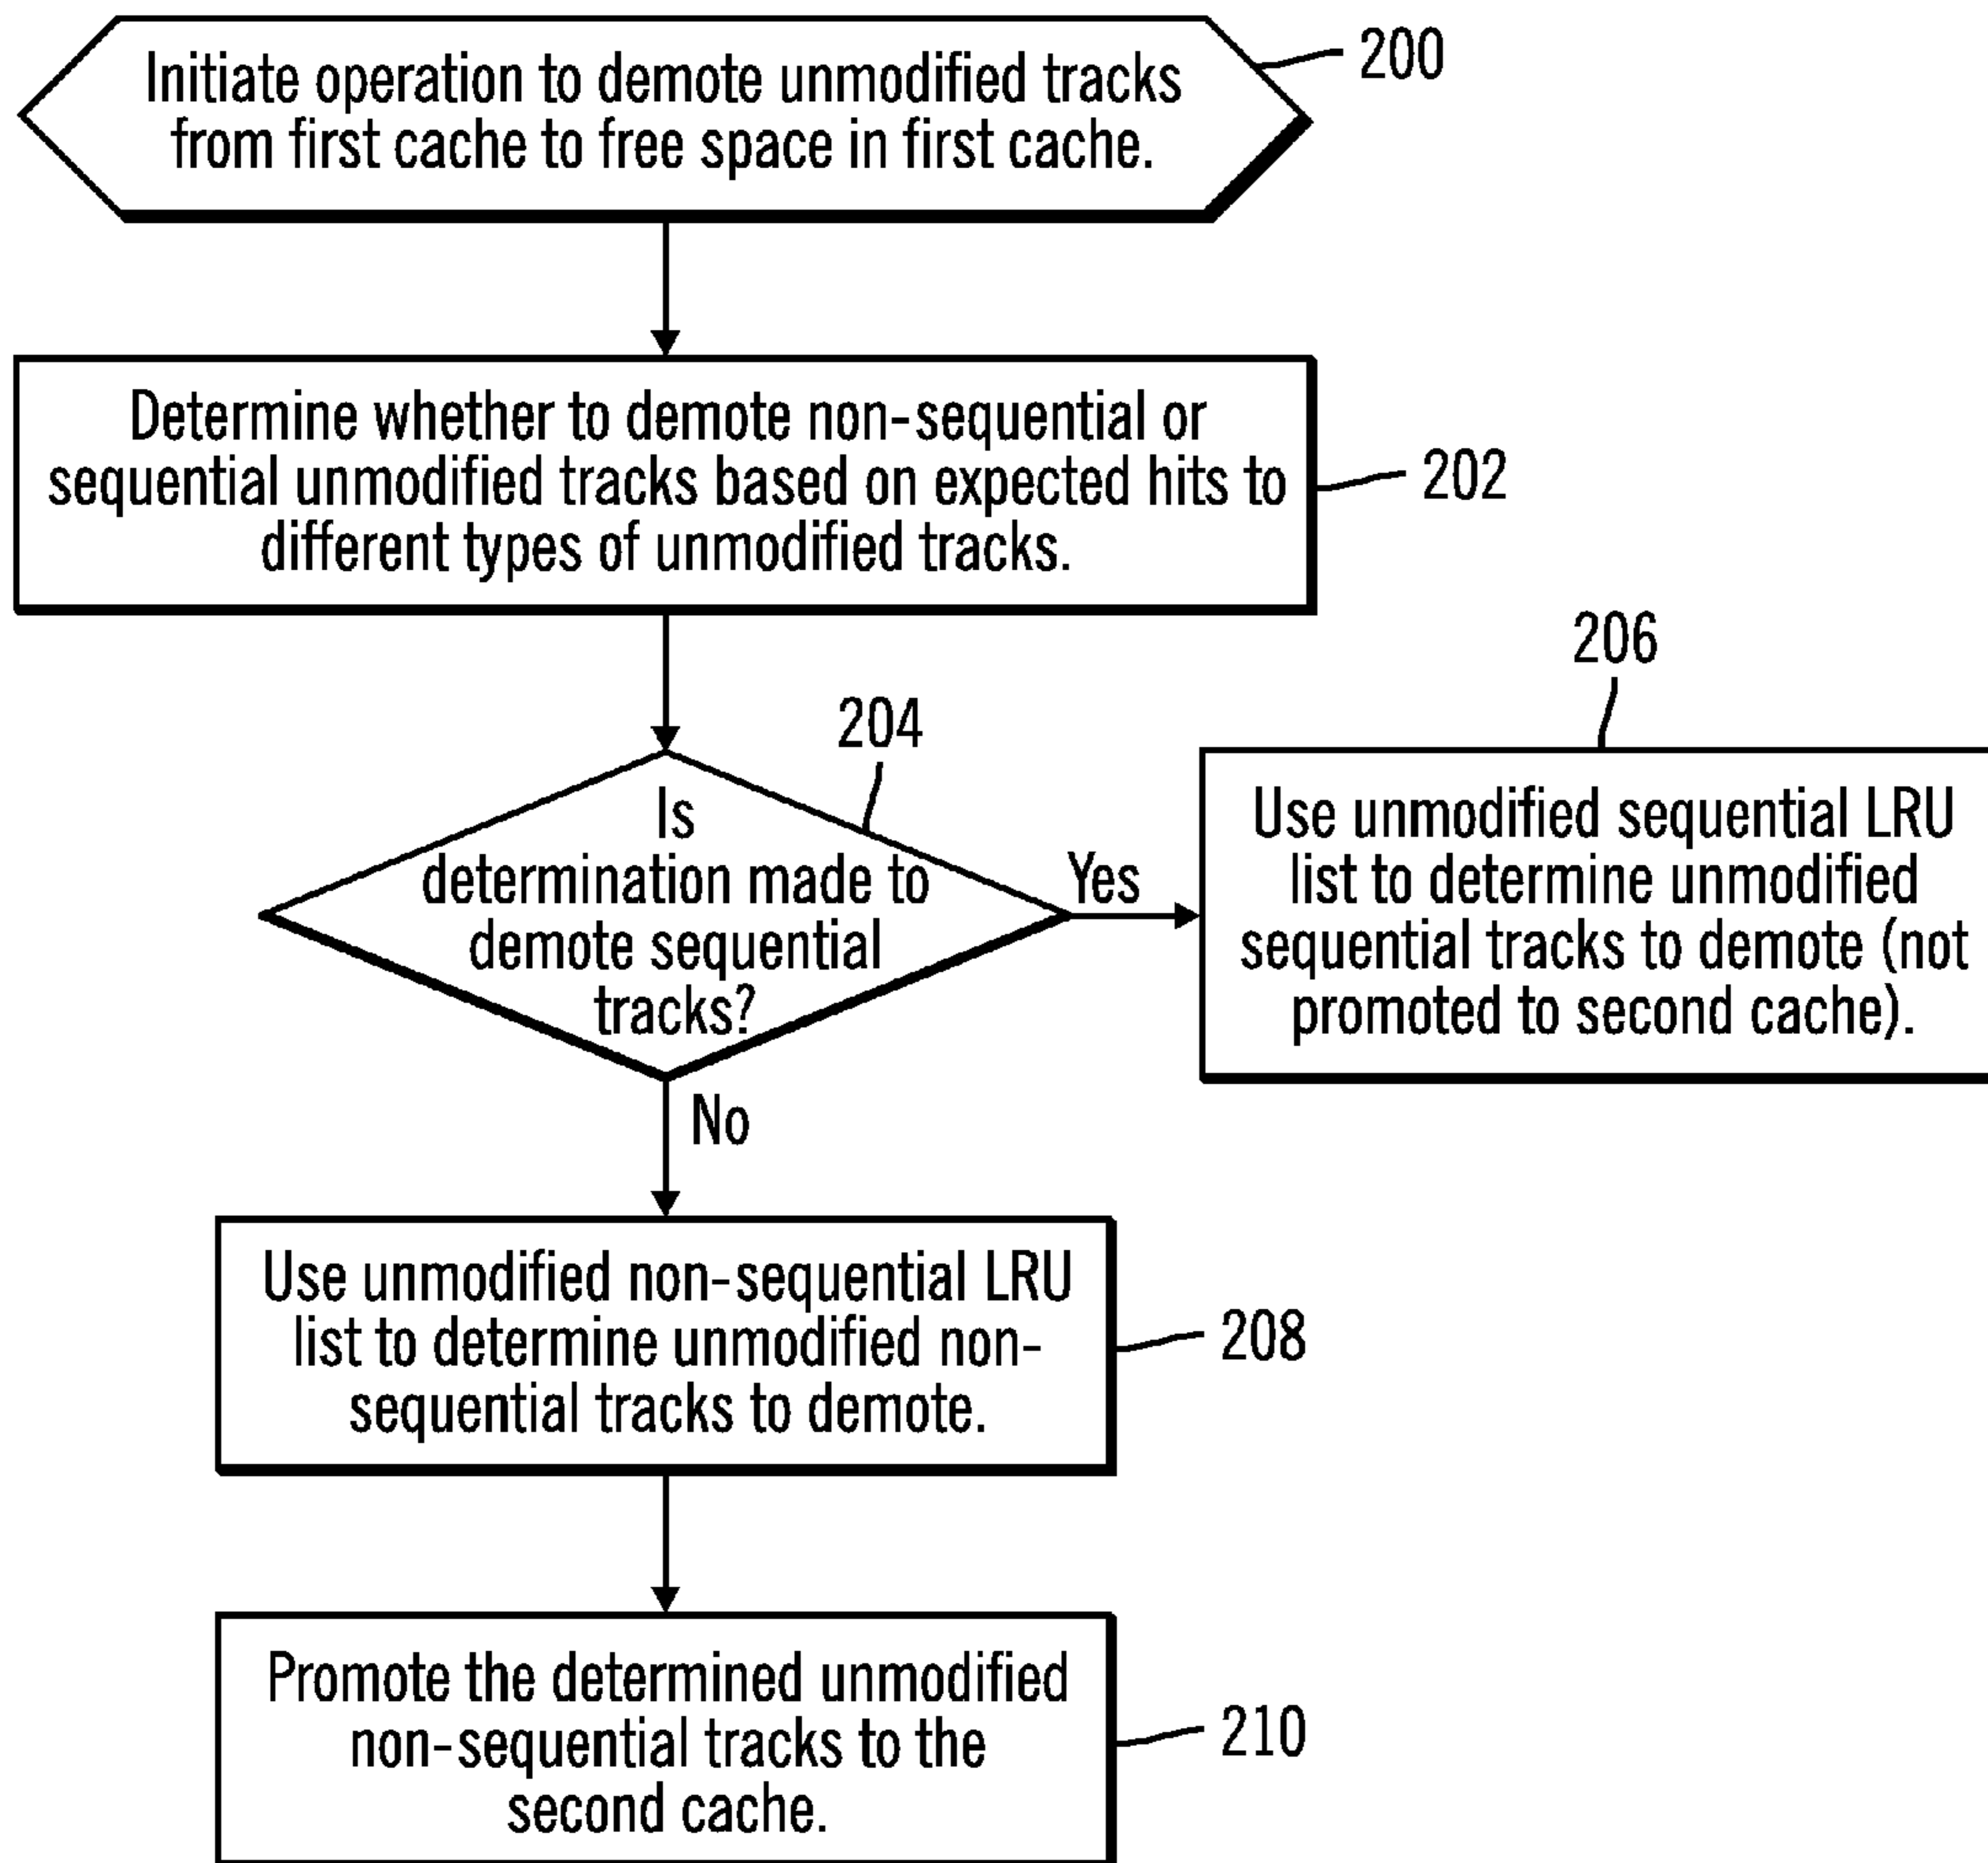 Initiate operation to demote unmodified tracks
from first cache to free space in first cache.
200
Determine whether to demote non-sequential or
sequential unmodified tracks based on expected hits to
different types of unmodified tracks.
202
204
Is
determination made to
demote sequential
tracks?
Yes
206
Use unmodified sequential LRU
list to determine unmodified
sequential tracks to demote (not
promoted to second cache).
No
Use unmodified non-sequential LRU
list to determine unmodified non-
sequential tracks to demote.
208
Promote the determined unmodified
non-sequential tracks to the
second cache.
210